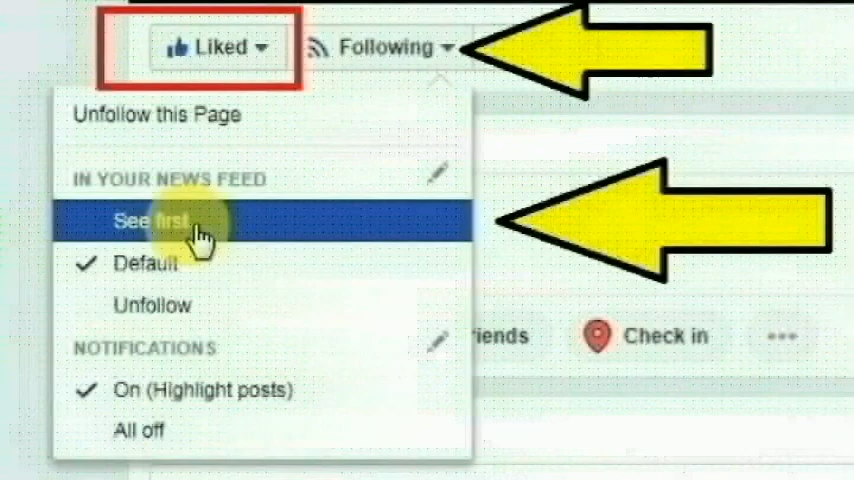 Liked
Following
Unfollow this Page
IN YOUR NEWS FEED
See first
Default
Unfollow
NOTIFICATIONS
riends
Check in
On (Highlight posts)
All off